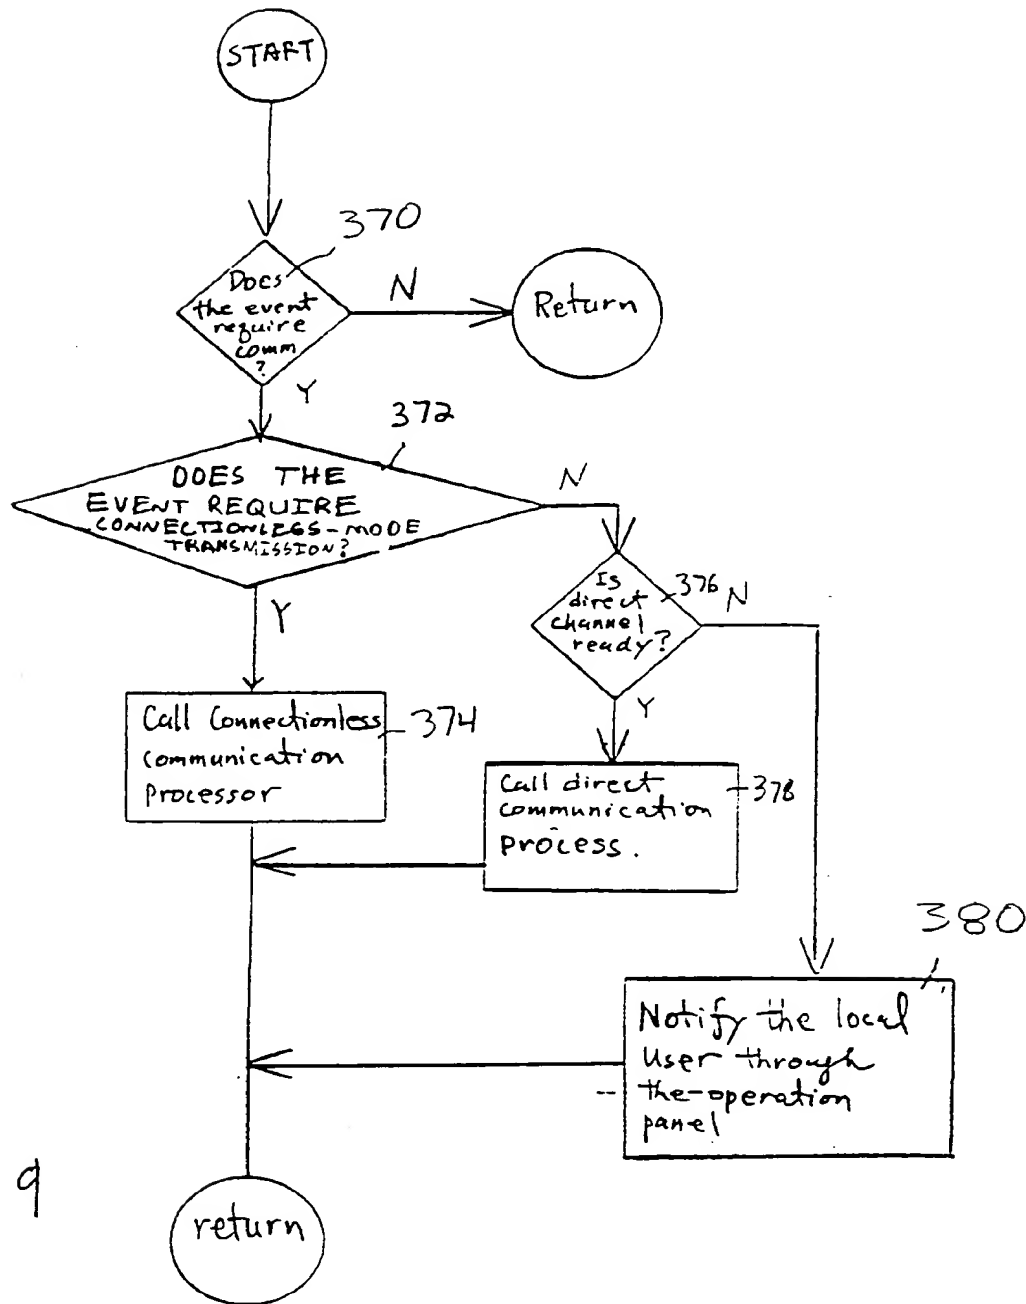 START
370
Does
the event
require
comm
?
N
Return
Y
372
DOES THE
EVENT REQUIRE
CONNECTIONLESS-MODE
TRANSMISSION?
N
Y
Is
direct
channel
ready?
376
N
Y
Call Connectionless
communication
Processor
374
Call direct
communication
process.
378
380
Notify the local
User through
the-operation
panel
9
return